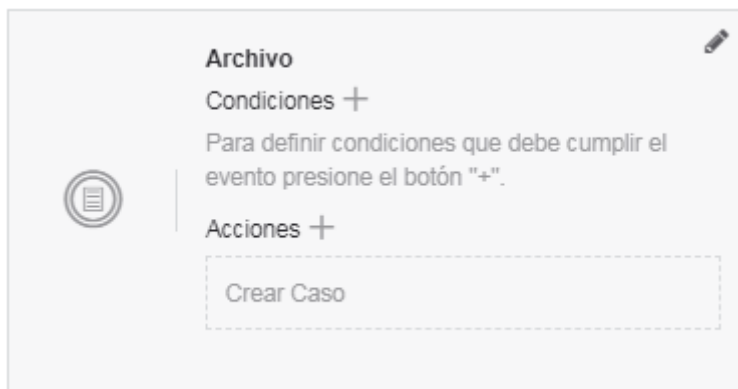 Archivo
Condiciones +
Para definir condiciones que debe cumplir el
evento presione el botón "+".
Acciones +
Crear Caso